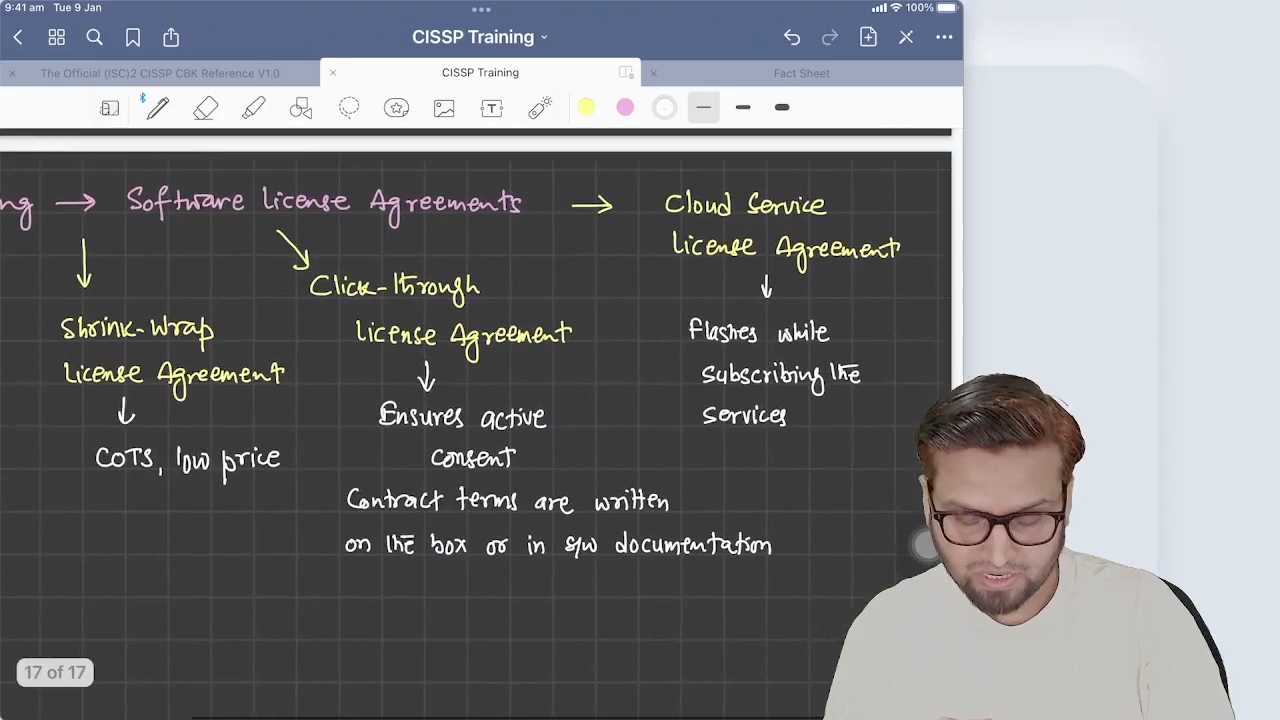 9:41 am Tue 9 Jan
100%
CISSP Training
The Official (ISC)2 CISSP CBK Reference V1.0
CISSP Training
Fact Sheet
ng → Software License Agreements →
Cloud Service
License Agreement
flashes while
subscribing the
services
Click-through
License Agreement
Ensures active
consent
Contract terms are written
on the box or in s/w documentation
Shrink-Wrap
License Agreement
COTS, low price
17 of 17